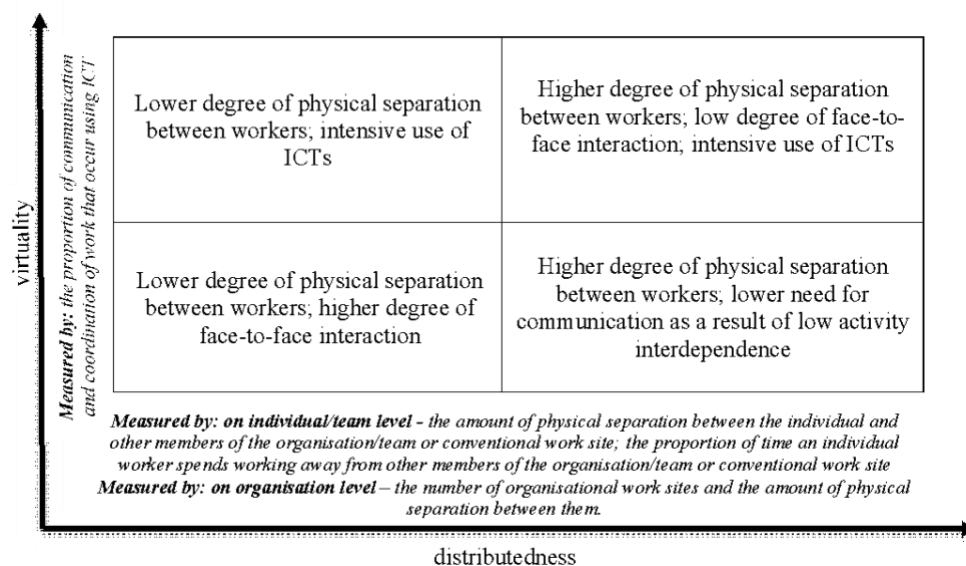 virtuality
Measured by: the proportion of communication
and coordination of work that occur using ICT
Lower degree of physical separation
between workers; intensive use of
ICTs
Higher degree of physical separation
between workers; low degree of face-to-
face interaction; intensive use of ICTs
Lower degree of physical separation
between workers; higher degree of
face-to-face interaction
Higher degree of physical separation
between workers; lower need for
communication as a result of low activity
interdependence
Measured by: on individual/team level - the amount of physical separation between the individual and
other members of the organisation/team or conventional work site; the proportion of time an individual
worker spends working away from other members of the organisation/team or conventional work site
Measured by: on organisation level – the number of organisational work sites and the amount of physical
separation between them.
distributedness